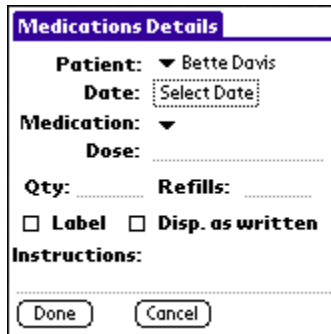 Medications Details
Patient: Bette Davis
Date: Select Date
Medication:
Dose:
Qty: Refills:
Label Disp. as written
Instructions:
Done Cancel